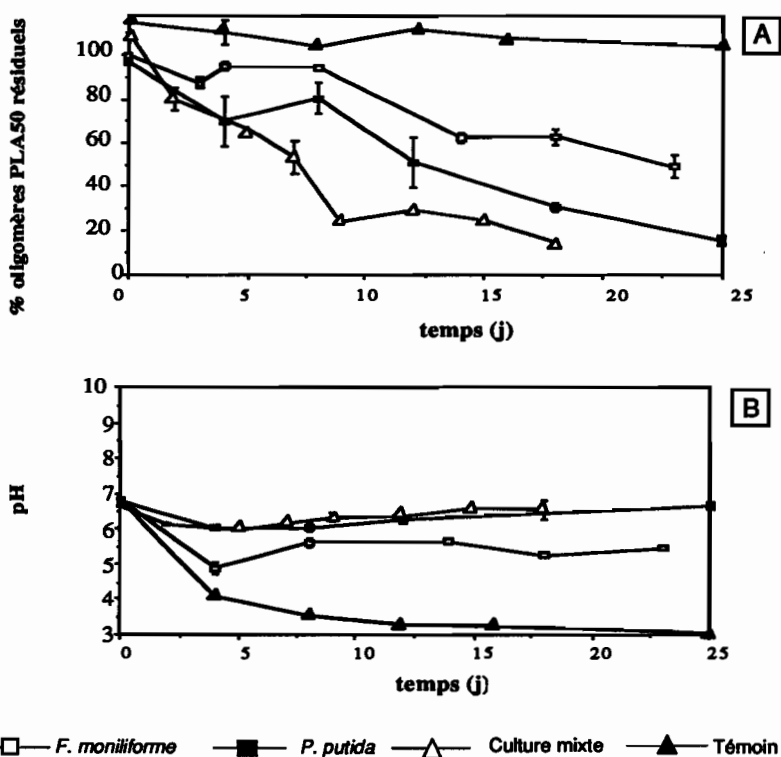 A
% oligomères PLA50 résiduels
100
80
60
40
20
0
0 5 10 15 20 25
temps (j)
B
pH
10
9
8
7
6
5
4
3
0 5 10 15 20 25
temps (j)
F. moniliforme P. putida Culture mixte Témoin